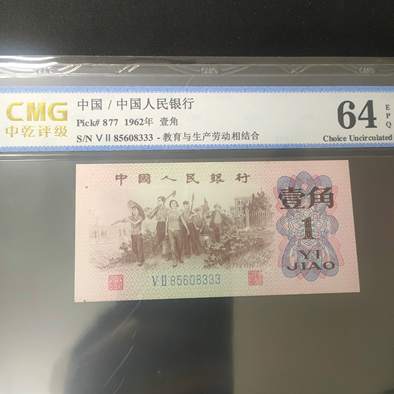 CMG
中乾评级
中国 / 中国人民银行
Pick# 877 1962年 壹角
S/N VII 85608333 - 教育与生产劳动相结合
64
EPQ
Choice Uncirculated
中國人民銀行
壹角
1
YI
JIAO
VII 85608333